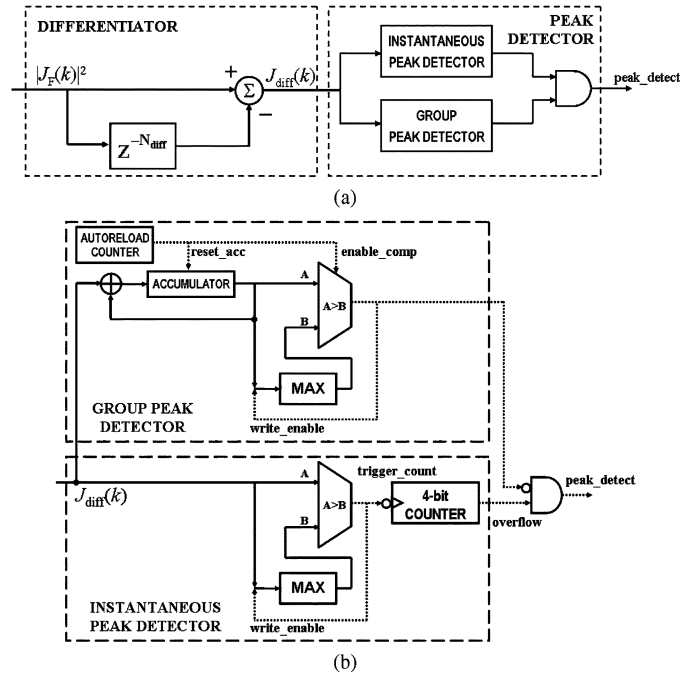 DIFFERENTIATOR
|J_F(k)|²
+
Σ
−
J_diff(k)
Z^−N_diff
PEAK
DETECTOR
INSTANTANEOUS
PEAK DETECTOR
GROUP
PEAK DETECTOR
peak_detect
(a)
AUTORELOAD
COUNTER
reset_acc
enable_comp
ACCUMULATOR
A
A>B
B
MAX
write_enable
GROUP PEAK
DETECTOR
J_diff(k)
A
A>B
B
MAX
write_enable
trigger_count
4-bit
COUNTER
overflow
peak_detect
INSTANTANEOUS
PEAK DETECTOR
(b)